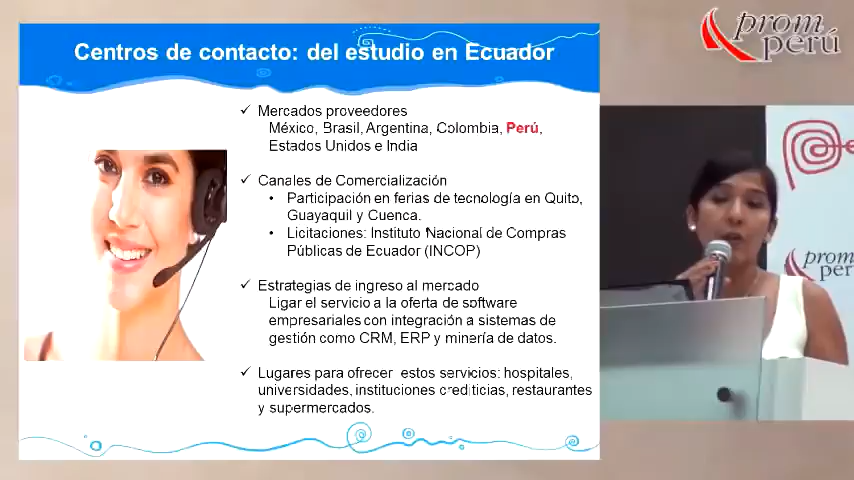 Centros de contacto: del estudio en Ecuador
prom
perú
✓ Mercados proveedores
México, Brasil, Argentina, Colombia, Perú,
Estados Unidos e India
✓ Canales de Comercialización
• Participación en ferias de tecnología en Quito,
Guayaquil y Cuenca.
• Licitaciones: Instituto Nacional de Compras
Públicas de Ecuador (INCOP)
✓ Estrategias de ingreso al mercado
Ligar el servicio a la oferta de software
empresariales con integración a sistemas de
gestión como CRM, ERP y minería de datos.
✓ Lugares para ofrecer estos servicios: hospitales,
universidades, instituciones crediticias, restaurantes
y supermercados.
prom
per